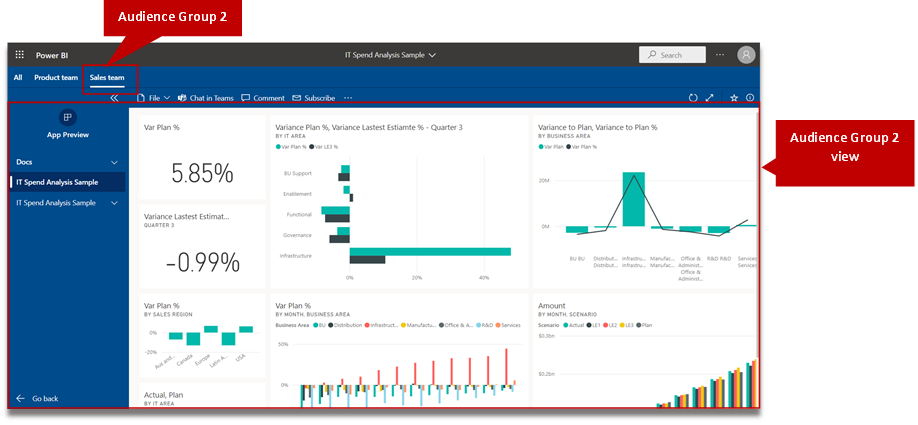 Audience Group 2
Power BI
IT Spend Analysis Sample
Search
All
Product team
Sales team
File
Chat in Teams
Comment
Subscribe
App Preview
Docs
IT Spend Analysis Sample
IT Spend Analysis Sample
Go back
Var Plan %
5.85%
Variance Lastest Estimat...
QUARTER 3
-0.99%
Var Plan %
BY SALES REGION
0%
-20%
Aus and...
Canada
Europe
Latin A...
USA
Actual, Plan
BY IT AREA
Variance Plan %, Variance Lastest Estiamte % - Quarter 3
BY IT AREA
Var Plan %
Var LE3 %
BU Support
Enablement
Functional
Governance
Infrastructure
0%
20%
40%
Var Plan %
BY MONTH, BUSINESS AREA
Business Area
BU
Distribution
Infrastruct...
Manufactu...
Office & A...
R&D
Services
50%
0%
Variance to Plan, Variance to Plan %
BY BUSINESS AREA
Var Plan
Var Plan %
20M
0M
BU BU
Distribut...
Distribut...
Infrastru...
Infrastru...
Manufac...
Manufac...
Office &
Administ...
Office &
Administ...
R&D R&D
Services
Services
Amount
BY MONTH, SCENARIO
Scenario
Actual
LE1
LE2
LE3
Plan
$0.3bn
$0.2bn
Audience Group 2
view